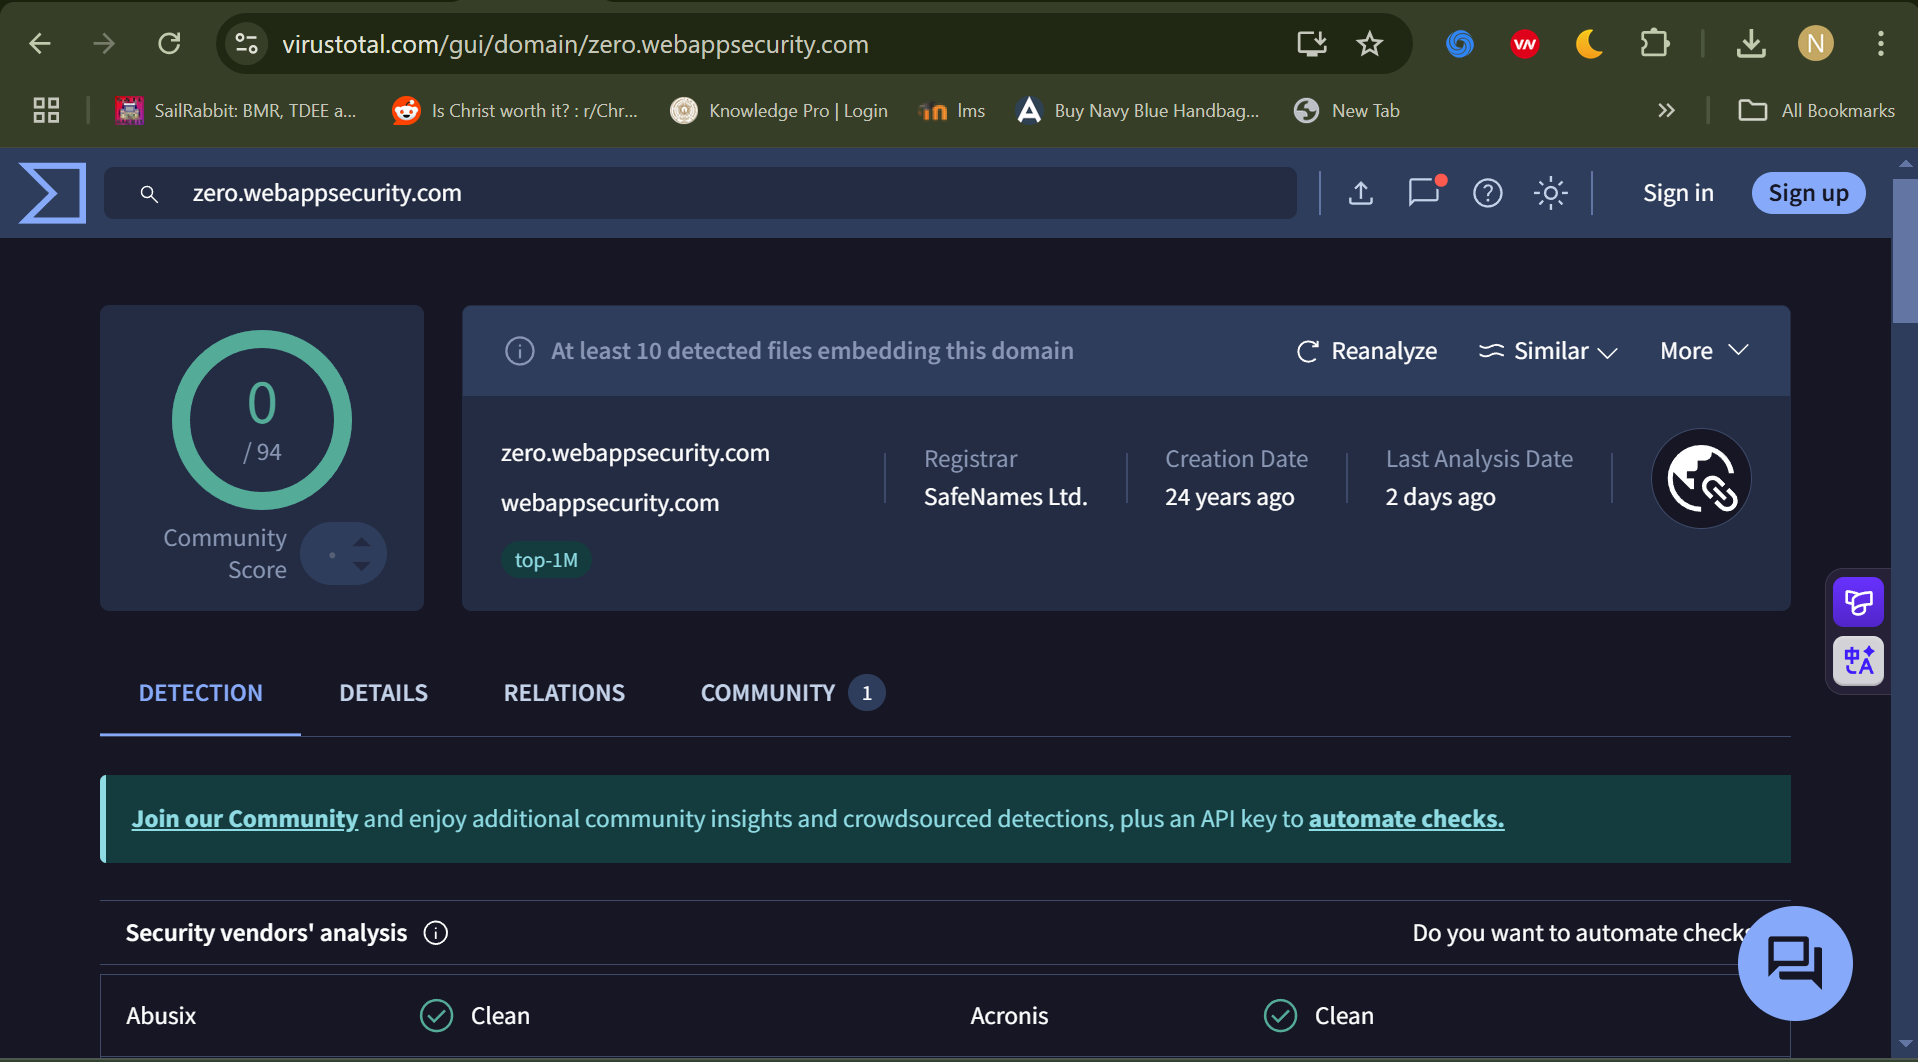 virustotal.com/gui/domain/zero.webappsecurity.com
N
SailRabbit: BMR, TDEE a...
Is Christ worth it? : r/Chr...
Knowledge Pro | Login
lms
Buy Navy Blue Handbag...
New Tab
All Bookmarks
zero.webappsecurity.com
Sign in
Sign up
0
/ 94
Community
Score
At least 10 detected files embedding this domain
Reanalyze
Similar
More
zero.webappsecurity.com
webappsecurity.com
top-1M
Registrar
SafeNames Ltd.
Creation Date
24 years ago
Last Analysis Date
2 days ago
DETECTION
DETAILS
RELATIONS
COMMUNITY 1
Join our Community and enjoy additional community insights and crowdsourced detections, plus an API key to automate checks.
Security vendors' analysis
Do you want to automate checks
Abusix
Clean
Acronis
Clean